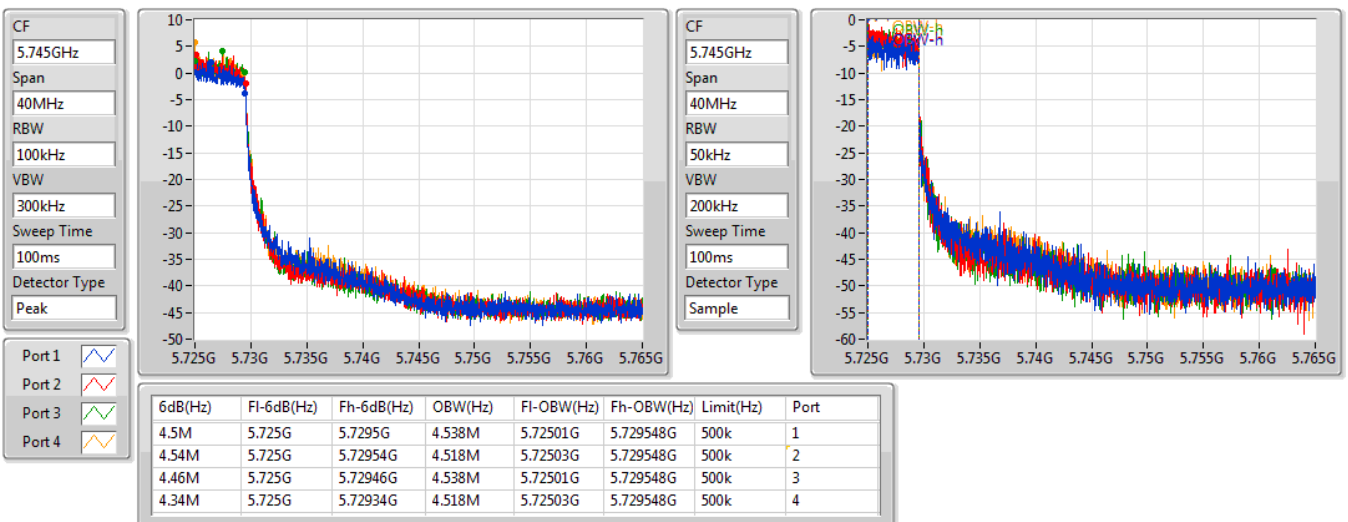 CF
5.745GHz
Span
40MHz
RBW
100kHz
VBW
300kHz
Sweep Time
100ms
Detector Type
Peak
10
5
0
-5
-10
-15
-20
-25
-30
-35
-40
-45
-50
5.725G 5.73G 5.735G 5.74G 5.745G 5.75G 5.755G 5.76G 5.765G
CF
5.745GHz
Span
40MHz
RBW
50kHz
VBW
200kHz
Sweep Time
100ms
Detector Type
Sample
0
-5
-10
-15
-20
-25
-30
-35
-40
-45
-50
-55
-60
OBW-h
OBW-h
5.725G 5.73G 5.735G 5.74G 5.745G 5.75G 5.755G 5.76G 5.765G
Port 1
Port 2
Port 3
Port 4
6dB(Hz) Fl-6dB(Hz) Fh-6dB(Hz) OBW(Hz) Fl-OBW(Hz) Fh-OBW(Hz) Limit(Hz) Port
4.5M 5.725G 5.7295G 4.538M 5.72501G 5.729548G 500k 1
4.54M 5.725G 5.72954G 4.518M 5.72503G 5.729548G 500k 2
4.46M 5.725G 5.72946G 4.538M 5.72501G 5.729548G 500k 3
4.34M 5.725G 5.72934G 4.518M 5.72503G 5.729548G 500k 4